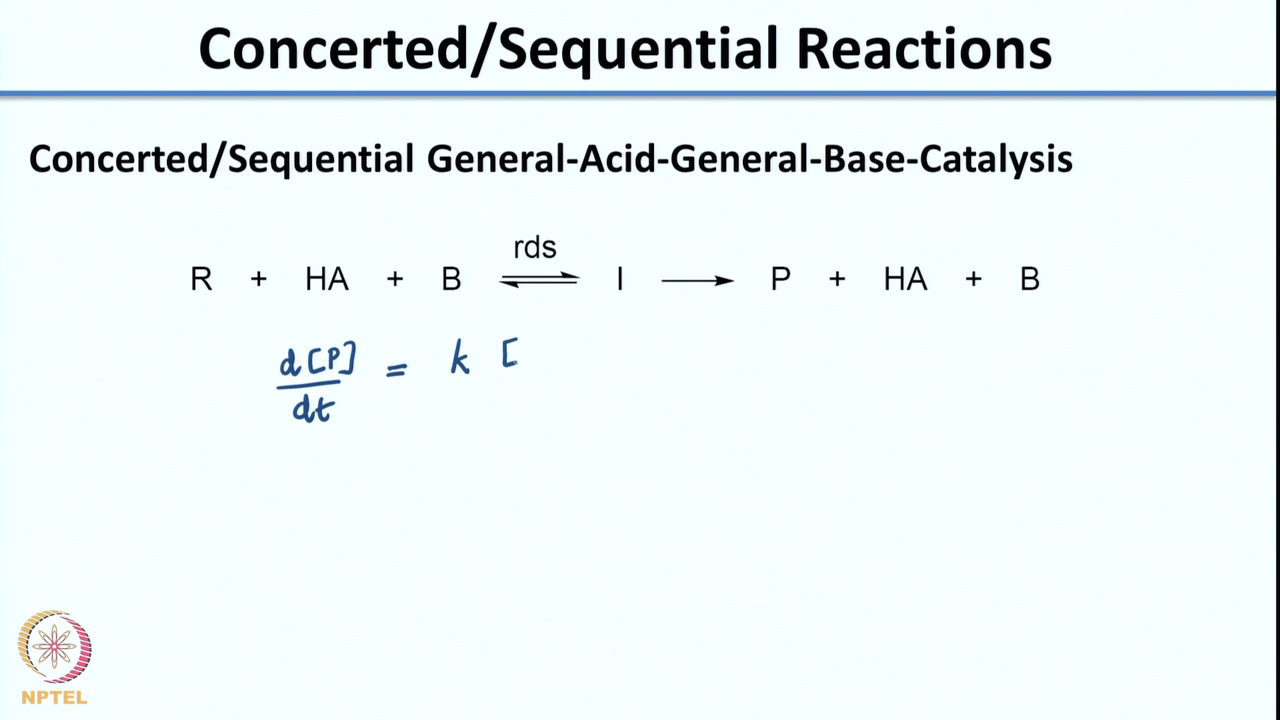 Concerted/Sequential Reactions
Concerted/Sequential General-Acid-General-Base-Catalysis
rds
R + HA + B ⇌ I → P + HA + B
d[P]
dt
= k [
NPTEL